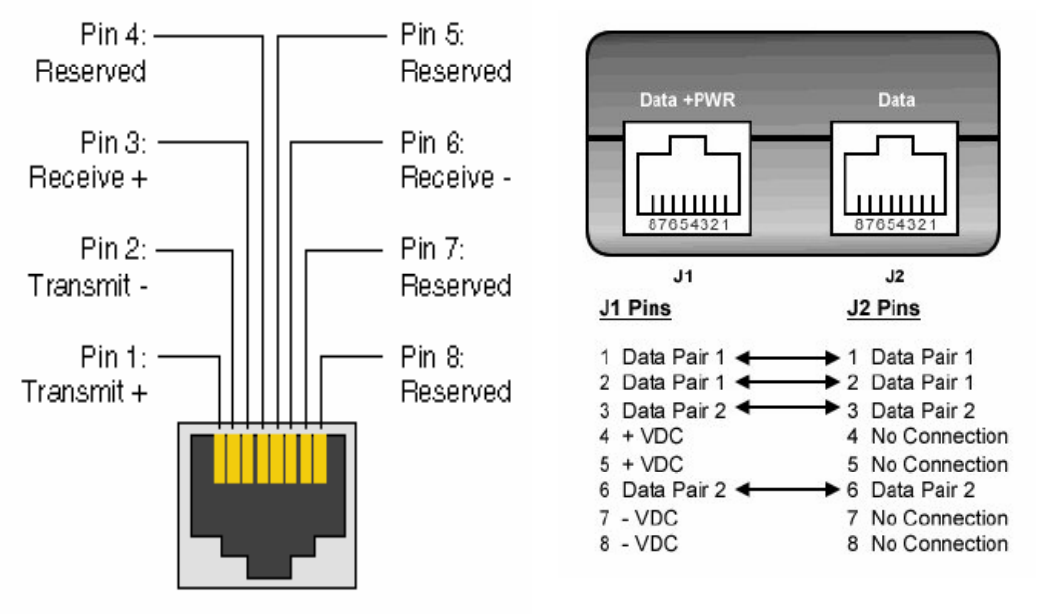 Pin 4:
Reserved
Pin 5:
Reserved
Pin 3:
Receive +
Pin 6:
Receive -
Pin 2:
Transmit -
Pin 7:
Reserved
Pin 1:
Transmit +
Pin 8:
Reserved
Data +PWR
Data
87654321
87654321
J1
J2
J1 Pins
J2 Pins
1 Data Pair 1
1 Data Pair 1
2 Data Pair 1
2 Data Pair 1
3 Data Pair 2
3 Data Pair 2
4 + VDC
4 No Connection
5 + VDC
5 No Connection
6 Data Pair 2
6 Data Pair 2
7 - VDC
7 No Connection
8 - VDC
8 No Connection